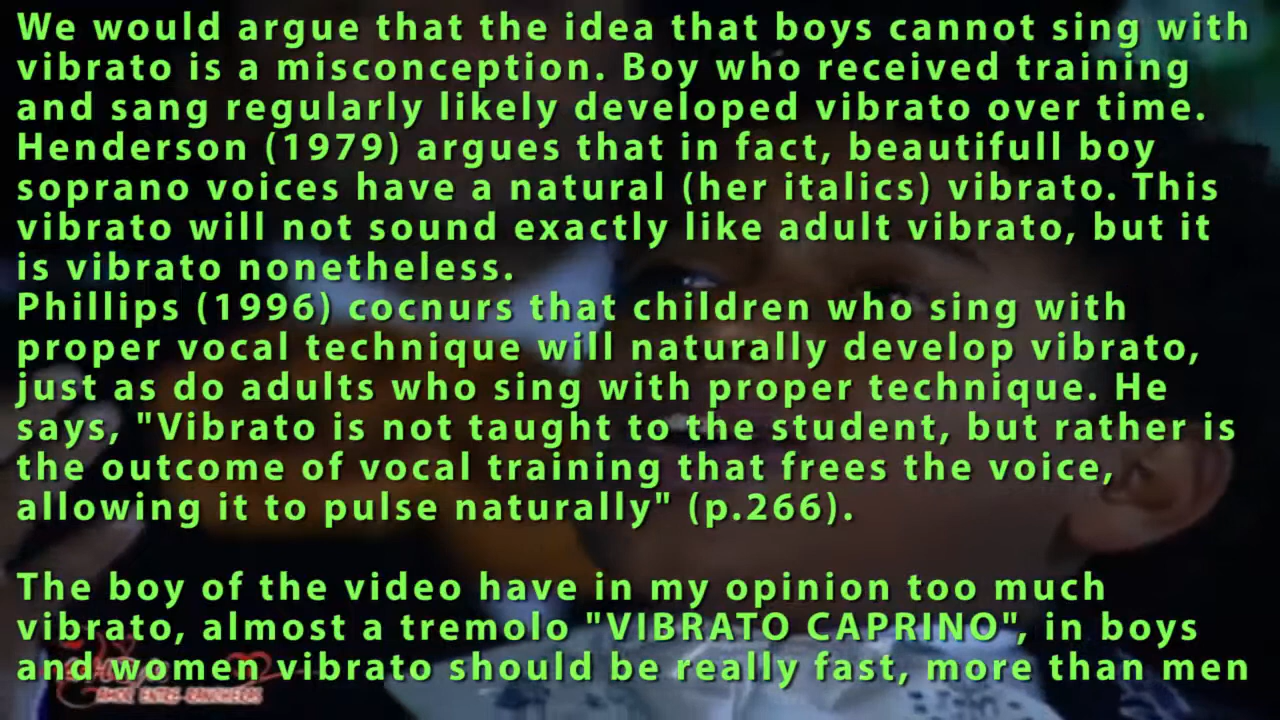 We would argue that the idea that boys cannot sing with
vibrato is a misconception. Boy who received training
and sang regularly likely developed vibrato over time.
Henderson (1979) argues that in fact, beautifull boy
soprano voices have a natural (her italics) vibrato. This
vibrato will not sound exactly like adult vibrato, but it
is vibrato nonetheless.
Phillips (1996) cocnurs that children who sing with
proper vocal technique will naturally develop vibrato,
just as do adults who sing with proper technique. He
says, "Vibrato is not taught to the student, but rather is
the outcome of vocal training that frees the voice,
allowing it to pulse naturally" (p.266).
The boy of the video have in my opinion too much
vibrato, almost a tremolo "VIBRATO CAPRINO", in boys
and women vibrato should be really fast, more than men
AMOR ENTRE RANCHEROS